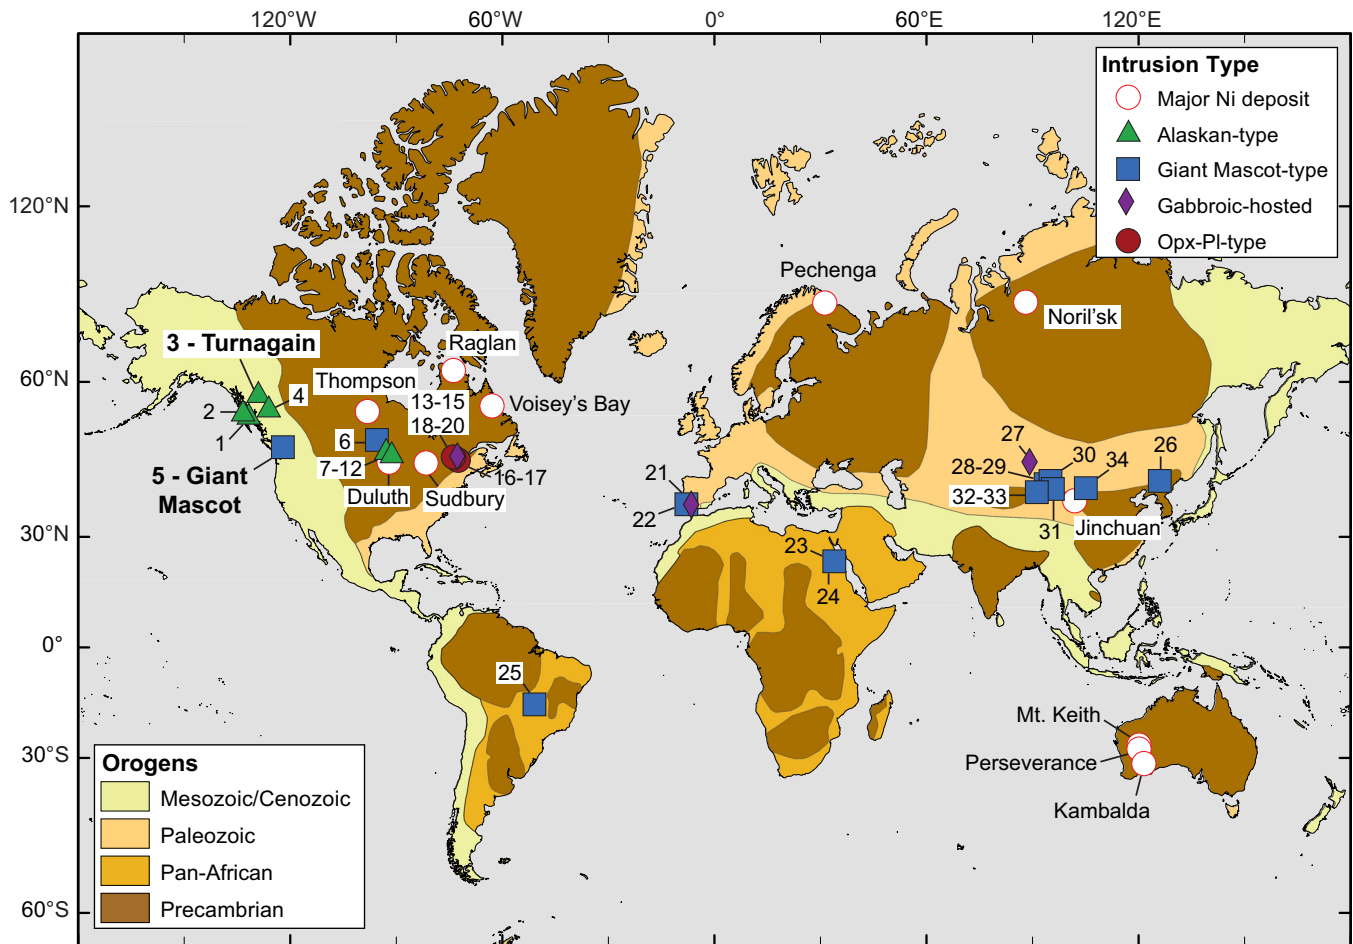 120°W
60°W
0°
60°E
120°E
Intrusion Type
Major Ni deposit
Alaskan-type
Giant Mascot-type
Gabbroic-hosted
Opx-Pl-type
120°N
60°N
30°N
0°
30°S
60°S
Pechenga
Noril'sk
3 - Turnagain
Raglan
Thompson
13-15
18-20
Voisey's Bay
2
4
1
6
5 - Giant
Mascot
7-12
16-17
Duluth
Sudbury
21
22
23
24
25
27
30
26
28-29
34
32-33
31
Jinchuan
Mt. Keith
Perseverance
Kambalda
Orogens
Mesozoic/Cenozoic
Paleozoic
Pan-African
Precambrian